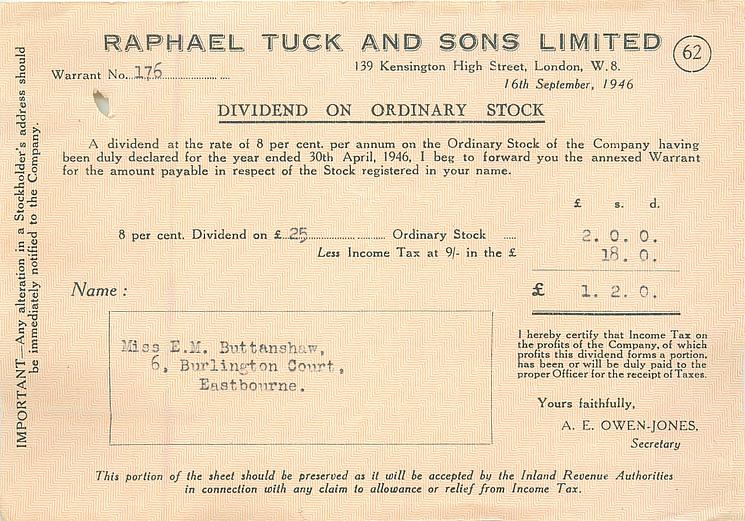 RAPHAEL TUCK AND SONS LIMITED
62
139 Kensington High Street, London, W.8.
Warrant No. 176
16th September, 1946
DIVIDEND ON ORDINARY STOCK
A dividend at the rate of 8 per cent. per annum on the Ordinary Stock of the Company having
been duly declared for the year ended 30th April, 1946, I beg to forward you the annexed Warrant
for the amount payable in respect of the Stock registered in your name.
£ s. d.
8 per cent. Dividend on £ 25 Ordinary Stock .... 2. 0. 0.
Less Income Tax at 9/- in the £ 18. 0.
£ 1. 2. 0.
Name :
Miss E.M. Buttanshaw,
6, Burlington Court,
Eastbourne.
I hereby certify that Income Tax on
the profits of the Company, of which
profits this dividend forms a portion,
has been or will be duly paid to the
proper Officer for the receipt of Taxes.
Yours faithfully,
A. E. OWEN-JONES,
Secretary
This portion of the sheet should be preserved as it will be accepted by the Inland Revenue Authorities
in connection with any claim to allowance or relief from Income Tax.
IMPORTANT—Any alteration in a Stockholder's address should
be immediately notified to the Company.